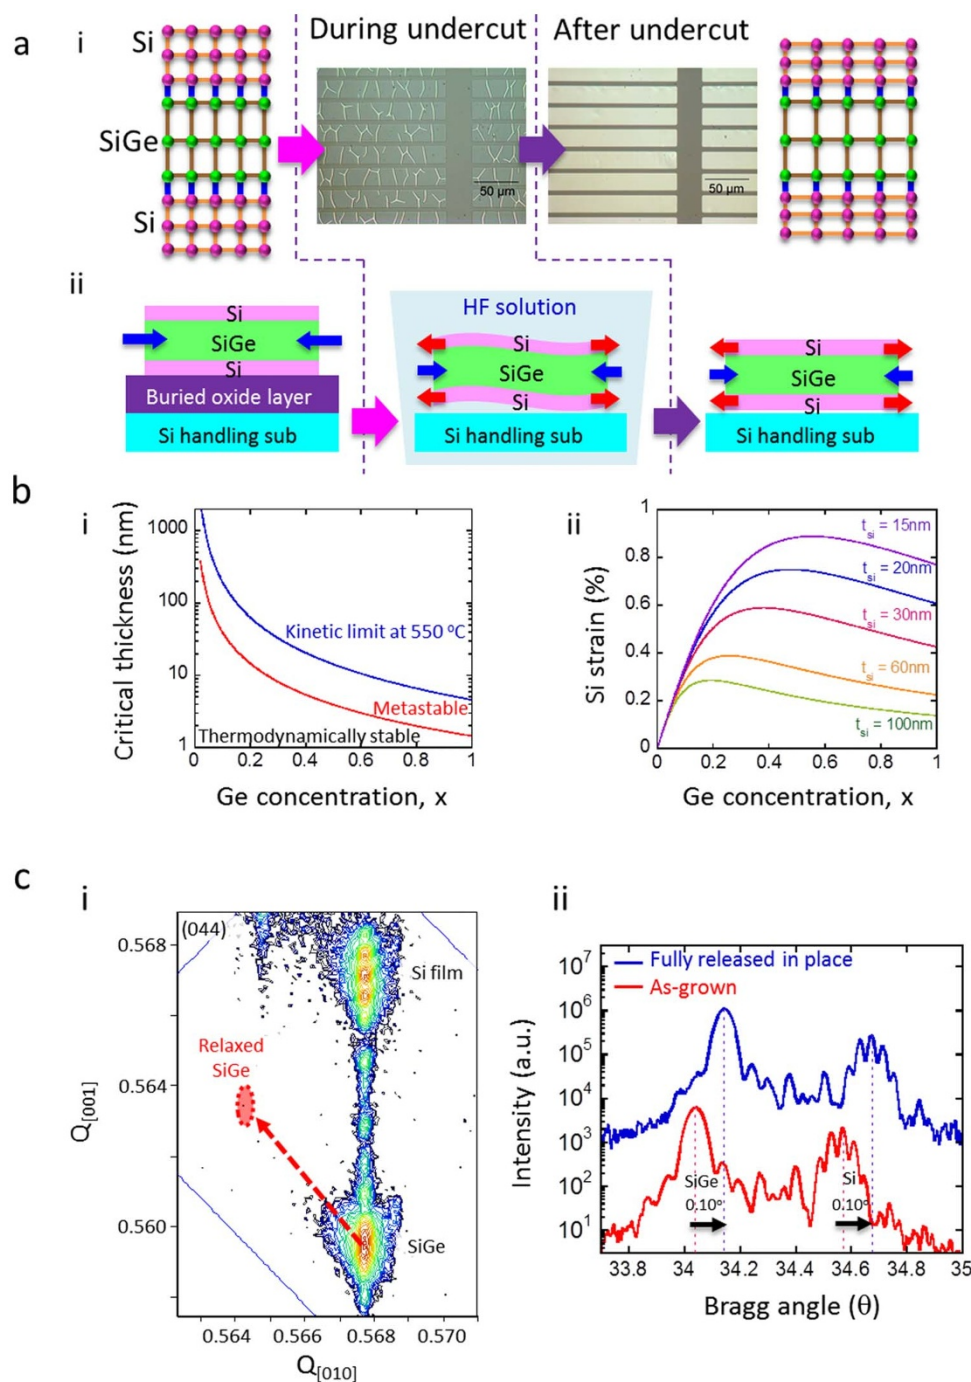 a
i
Si
SiGe
Si
During undercut
50 µm
After undercut
50 µm
ii
Si
SiGe
Si
Buried oxide layer
Si handling sub
HF solution
Si
SiGe
Si
Si handling sub
Si
SiGe
Si
Si handling sub
b
i
Critical thickness (nm)
1000
100
10
1
Kinetic limit at 550 ºC
Metastable
Thermodynamically stable
0 0.2 0.4 0.6 0.8 1
Ge concentration, x
ii
Si strain (%)
1
0.8
0.6
0.4
0.2
0
tsi = 15nm
tsi = 20nm
tsi = 30nm
tsi = 60nm
tsi = 100nm
0 0.2 0.4 0.6 0.8 1
Ge concentration, x
c
i
(044)
Si film
Relaxed
SiGe
SiGe
Q[001]
0.568
0.564
0.560
0.564 0.566 0.568 0.570
Q[010]
ii
Fully released in place
As-grown
Intensity (a.u.)
10⁷
10⁶
10⁵
10⁴
10³
10²
10¹
SiGe
0.10°
Si
0.10°
33.8 34 34.2 34.4 34.6 34.8 35
Bragg angle (θ)